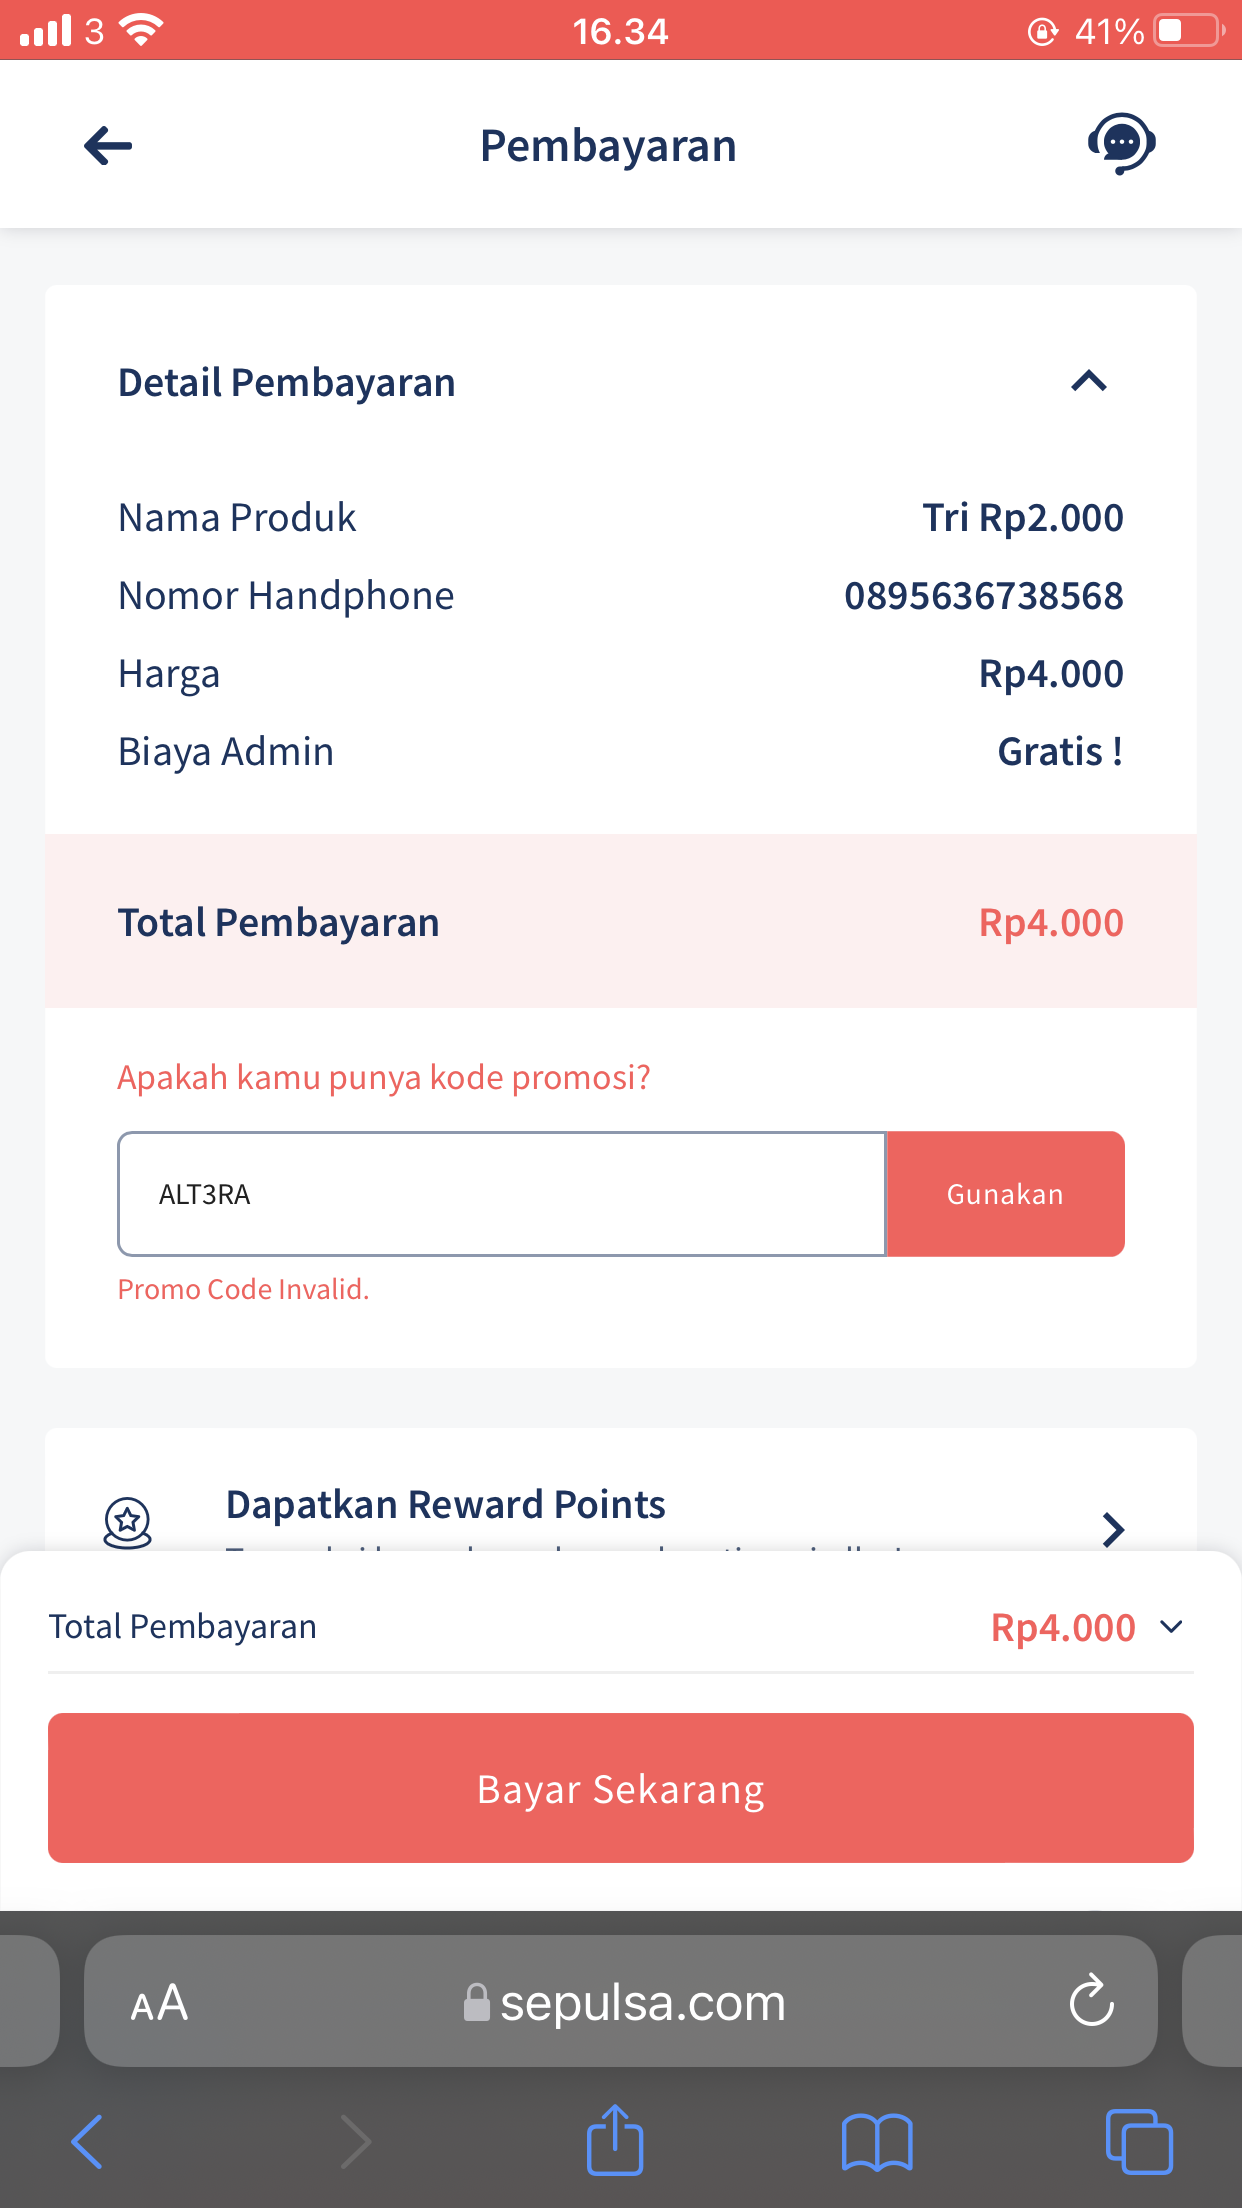 3 16.34 41%
Pembayaran
Detail Pembayaran
Nama Produk Tri Rp2.000
Nomor Handphone 0895636738568
Harga Rp4.000
Biaya Admin Gratis !
Total Pembayaran Rp4.000
Apakah kamu punya kode promosi?
ALT3RA Gunakan
Promo Code Invalid.
Dapatkan Reward Points
Total Pembayaran Rp4.000
Bayar Sekarang
AA sepulsa.com